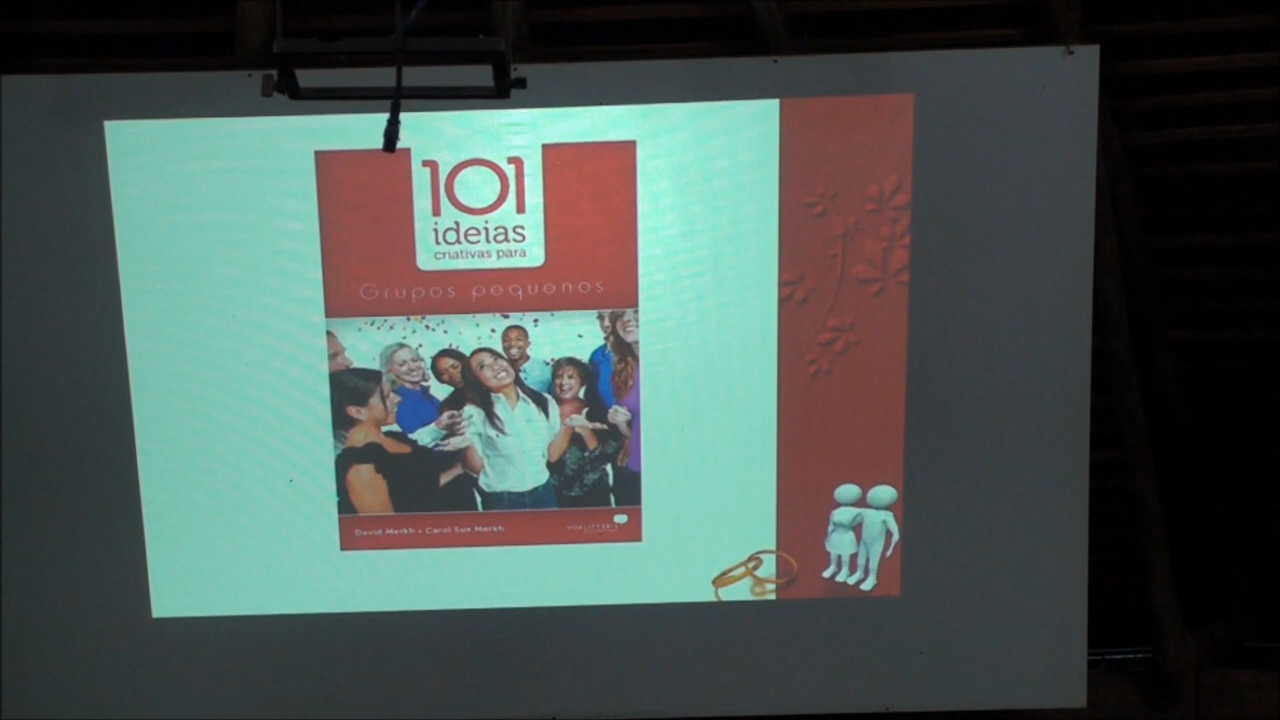 101
ideias
criativas para
Grupos pequenos
David Merkh • Carol Sue Merkh